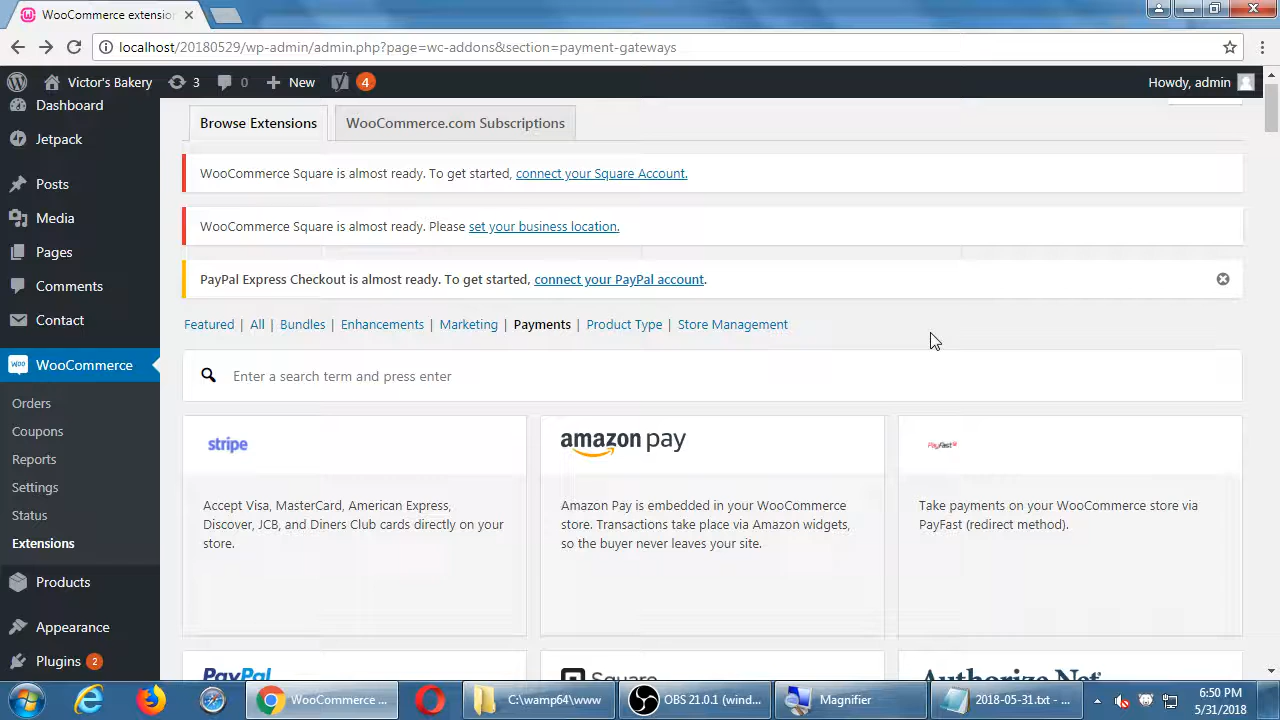 WooCommerce extension
localhost/20180529/wp-admin/admin.php?page=wc-addons&section=payment-gateways
Victor's Bakery 3 0 New 4 Howdy, admin
Dashboard
Jetpack
Posts
Media
Pages
Comments
Contact
WooCommerce
Orders
Coupons
Reports
Settings
Status
Extensions
Products
Appearance
Plugins 2
Browse Extensions
WooCommerce.com Subscriptions
WooCommerce Square is almost ready. To get started, connect your Square Account.
WooCommerce Square is almost ready. Please set your business location.
PayPal Express Checkout is almost ready. To get started, connect your PayPal account.
Featured | All | Bundles | Enhancements | Marketing | Payments | Product Type | Store Management
Enter a search term and press enter
stripe
Accept Visa, MasterCard, American Express,
Discover, JCB, and Diners Club cards directly on your
store.
amazon pay
Amazon Pay is embedded in your WooCommerce
store. Transactions take place via Amazon widgets,
so the buyer never leaves your site.
PayFast
Take payments on your WooCommerce store via
PayFast (redirect method).
PayPal
Square
Authorize.Net
WooCommerce ...
C:\wamp64\www
OBS 21.0.1 (wind...
Magnifier
2018-05-31.txt - ...
6:50 PM
5/31/2018